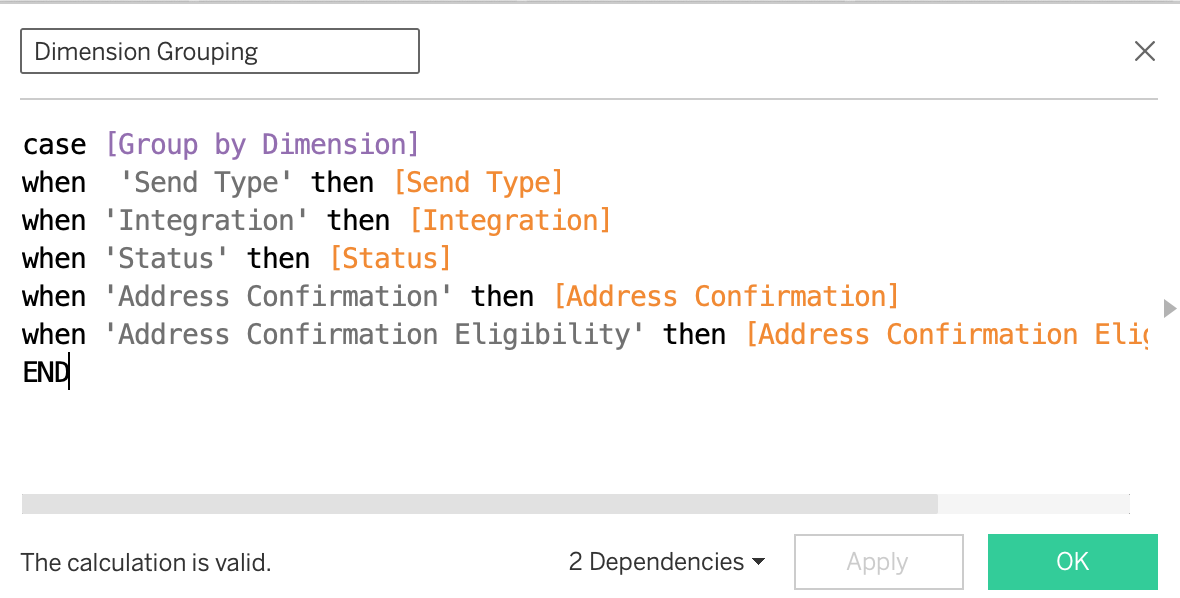 Dimension Grouping
case [Group by Dimension]
when  'Send Type' then [Send Type]
when 'Integration' then [Integration]
when 'Status' then [Status]
when 'Address Confirmation' then [Address Confirmation]
when 'Address Confirmation Eligibility' then [Address Confirmation
END
The calculation is valid.
2 Dependencies
Apply
OK